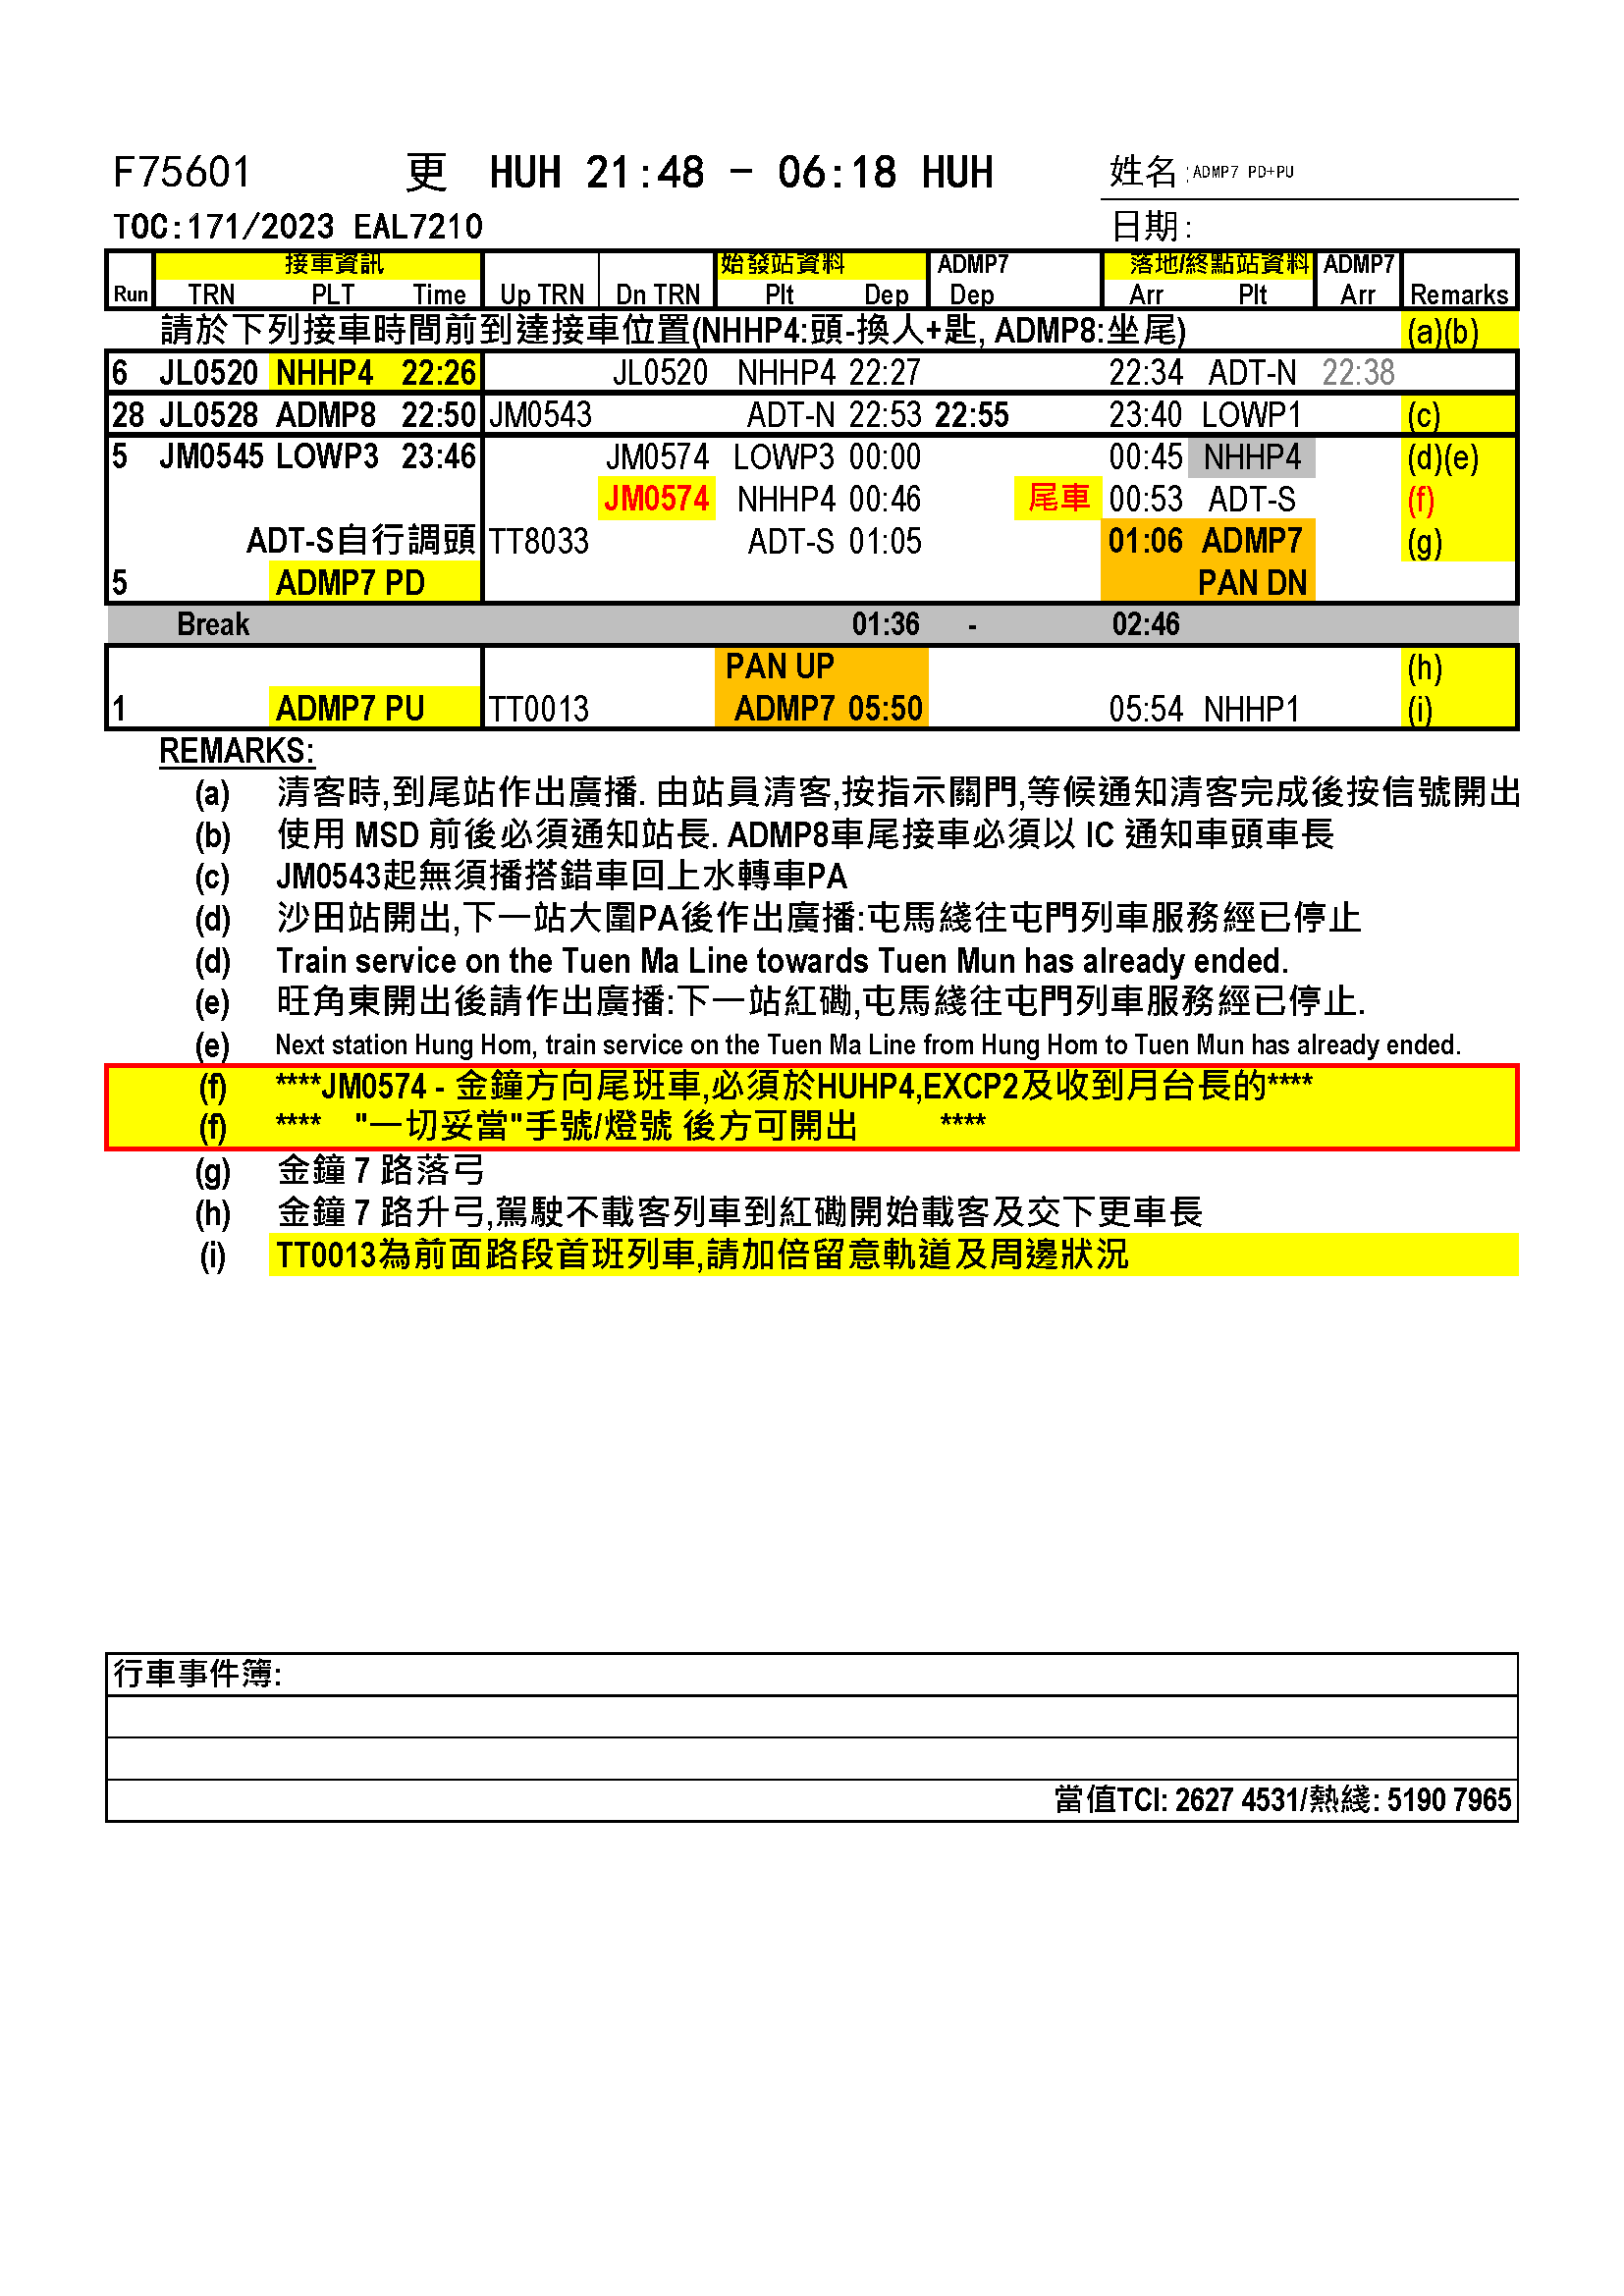 F75601 更 HUH 21:48 - 06:18 HUH 姓名:ADMP7 PD+PU
TOC:171/2023 EAL7210 日期:
接車資訊 始發站資料 ADMP7 落地/終點站資料 ADMP7
Run TRN PLT Time Up TRN Dn TRN Plt Dep Dep Arr Plt Arr Remarks
請於下列接車時間前到達接車位置(NHHP4:頭-換人+匙, ADMP8:坐尾) (a)(b)
6 JL0520 NHHP4 22:26 JL0520 NHHP4 22:27 22:34 ADT-N 22:38
28 JL0528 ADMP8 22:50 JM0543 ADT-N 22:53 22:55 23:40 LOWP1 (c)
5 JM0545 LOWP3 23:46 JM0574 LOWP3 00:00 00:45 NHHP4 (d)(e)
JM0574 NHHP4 00:46 尾車 00:53 ADT-S (f)
ADT-S自行調頭 TT8033 ADT-S 01:05 01:06 ADMP7 (g)
5 ADMP7 PD PAN DN
Break 01:36 - 02:46
PAN UP (h)
1 ADMP7 PU TT0013 ADMP7 05:50 05:54 NHHP1 (i)
REMARKS:
(a) 清客時,到尾站作出廣播. 由站員清客,按指示關門,等候通知清客完成後按信號開出
(b) 使用 MSD 前後必須通知站長. ADMP8車尾接車必須以 IC 通知車頭車長
(c) JM0543起無須播搭錯車回上水轉車PA
(d) 沙田站開出,下一站大圍PA後作出廣播:屯馬綫往屯門列車服務經已停止
(d) Train service on the Tuen Ma Line towards Tuen Mun has already ended.
(e) 旺角東開出後請作出廣播:下一站紅磡,屯馬綫往屯門列車服務經已停止.
(e) Next station Hung Hom, train service on the Tuen Ma Line from Hung Hom to Tuen Mun has already ended.
(f) ****JM0574 - 金鐘方向尾班車,必須於HUHP4,EXCP2及收到月台長的****
(f) **** "一切妥當"手號/燈號 後方可開出 ****
(g) 金鐘 7 路落弓
(h) 金鐘 7 路升弓,駕駛不載客列車到紅磡開始載客及交下更車長
(i) TT0013為前面路段首班列車,請加倍留意軌道及周邊狀況
行車事件簿:
當值TCI: 2627 4531/熱綫: 5190 7965